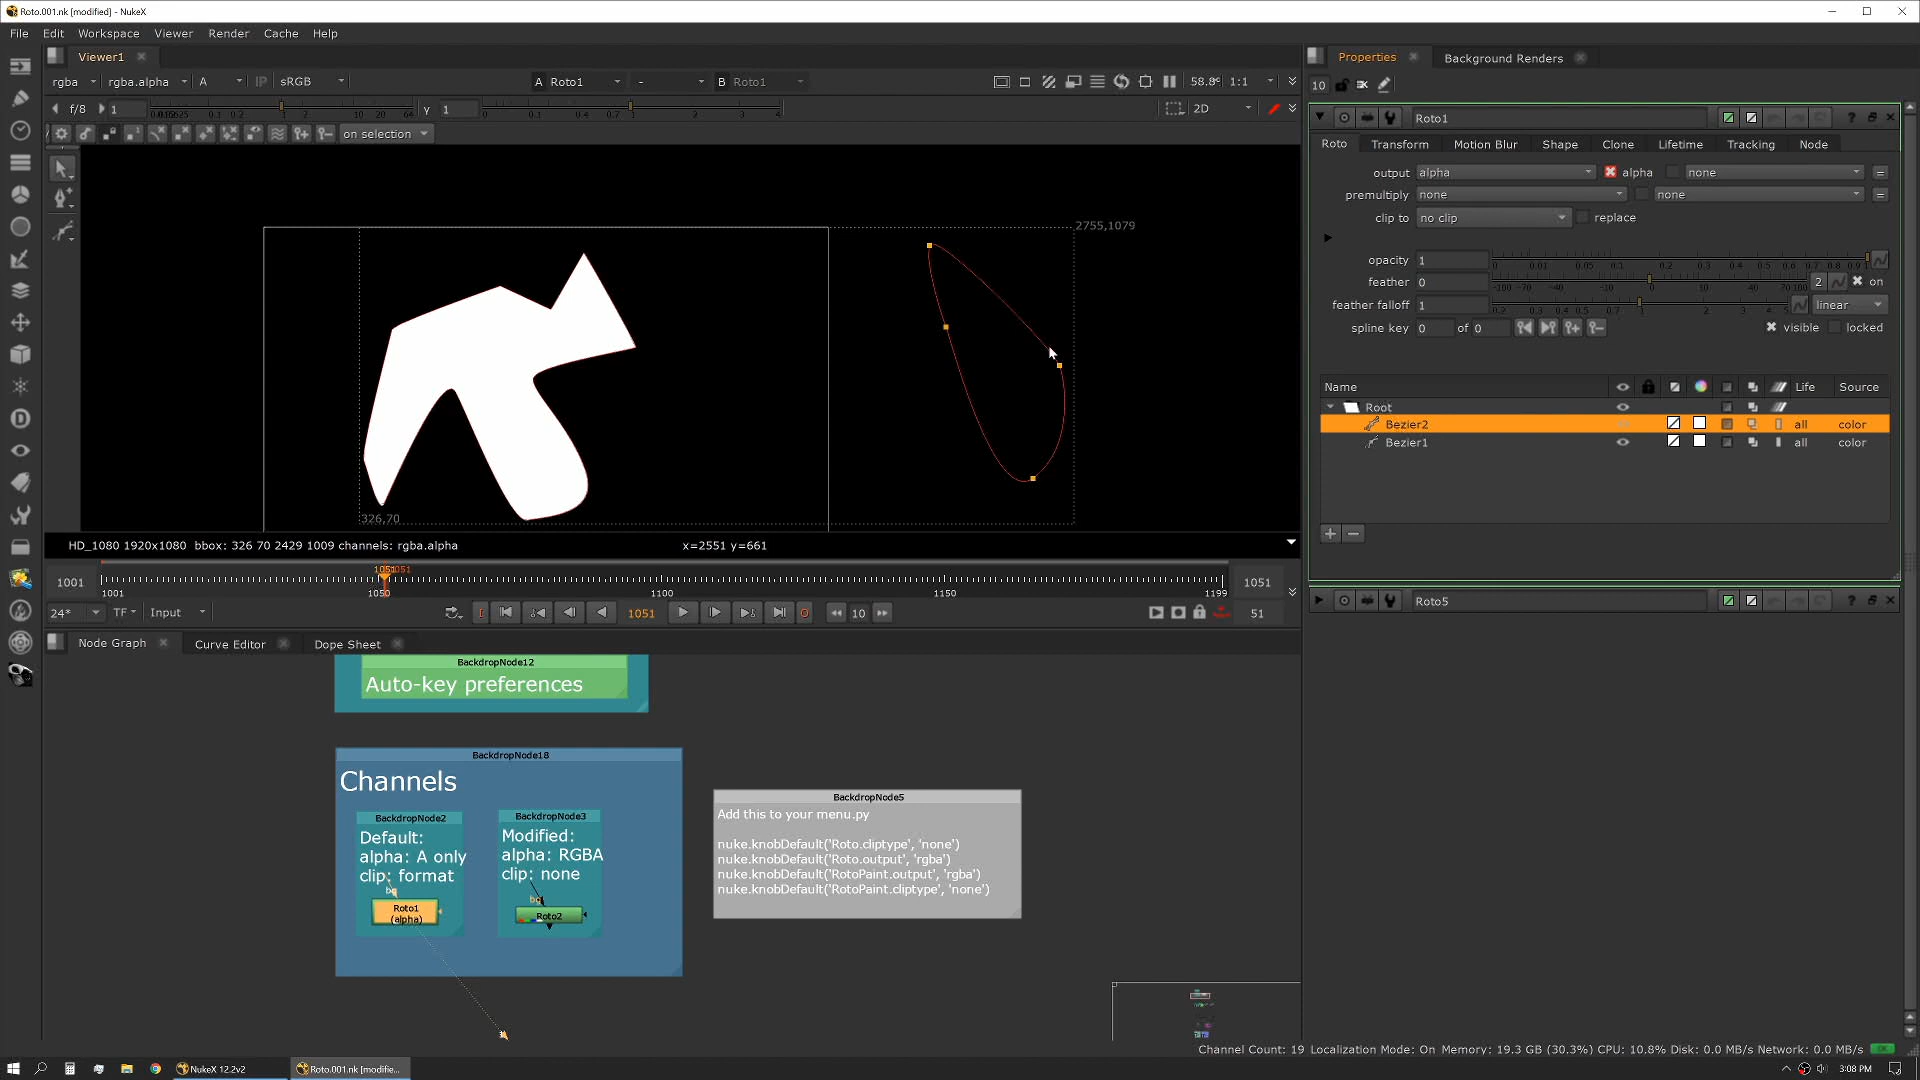 Roto.001.nk [modified] - NukeX
File Edit Workspace Viewer Render Cache Help
Viewer1
rgba rgba.alpha A IP sRGB A Roto1 - B Roto1 1:1
f/8 1 Y 1 2D
on selection
2755,1079
326,70
HD_1080 1920x1080 bbox: 326 70 2429 1009 channels: rgba.alpha x=2551 y=661
1001 1051
1001 1050 1100 1150 1199
24* TF Input 1051 10 51
Node Graph Curve Editor Dope Sheet
BackdropNode12
Auto-key preferences
BackdropNode18
Channels
BackdropNode2
Default:
alpha: A only
clip: format
bg
Roto1
(alpha)
BackdropNode3
Modified:
alpha: RGBA
clip: none
bg
Roto2
BackdropNode5
Add this to your menu.py
nuke.knobDefault('Roto.cliptype', 'none')
nuke.knobDefault('Roto.output', 'rgba')
nuke.knobDefault('RotoPaint.output', 'rgba')
nuke.knobDefault('RotoPaint.cliptype', 'none')
Properties Background Renders
10
Roto1
Roto Transform Motion Blur Shape Clone Lifetime Tracking Node
output alpha alpha none =
premultiply none none =
clip to no clip replace
opacity 1
feather 0 2 on
feather falloff 1 linear
spline key 0 of 0 visible locked
Name Life Source
Root
Bezier2 all color
Bezier1 all color
Roto5
Channel Count: 19 Localization Mode: On Memory: 19.3 GB (30.3%) CPU: 10.8% Disk: 0.0 MB/s Network: 0.0 MB/s
NukeX 12.2v2 Roto.001.nk [modifie... 3:08 PM